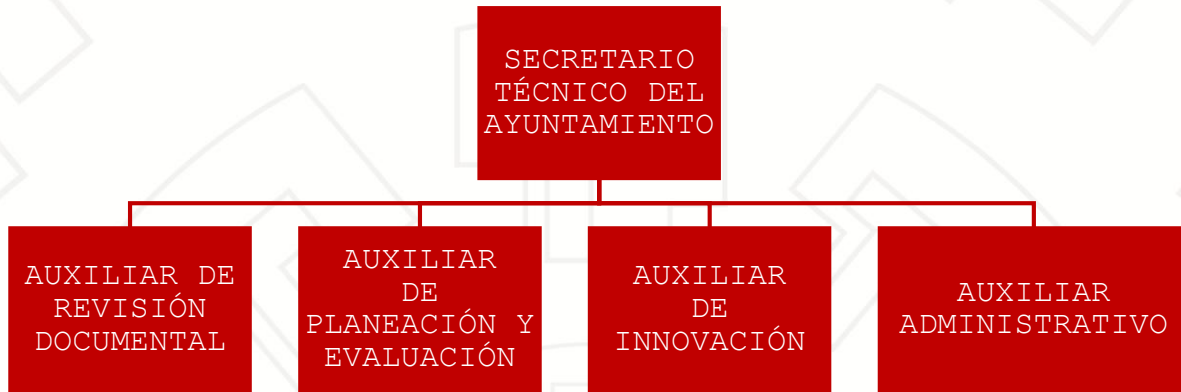 SECRETARIO
TÉCNICO DEL
AYUNTAMIENTO
AUXILIAR DE
REVISIÓN
DOCUMENTAL
AUXILIAR
DE
PLANEACIÓN Y
EVALUACIÓN
AUXILIAR
DE
INNOVACIÓN
AUXILIAR
ADMINISTRATIVO